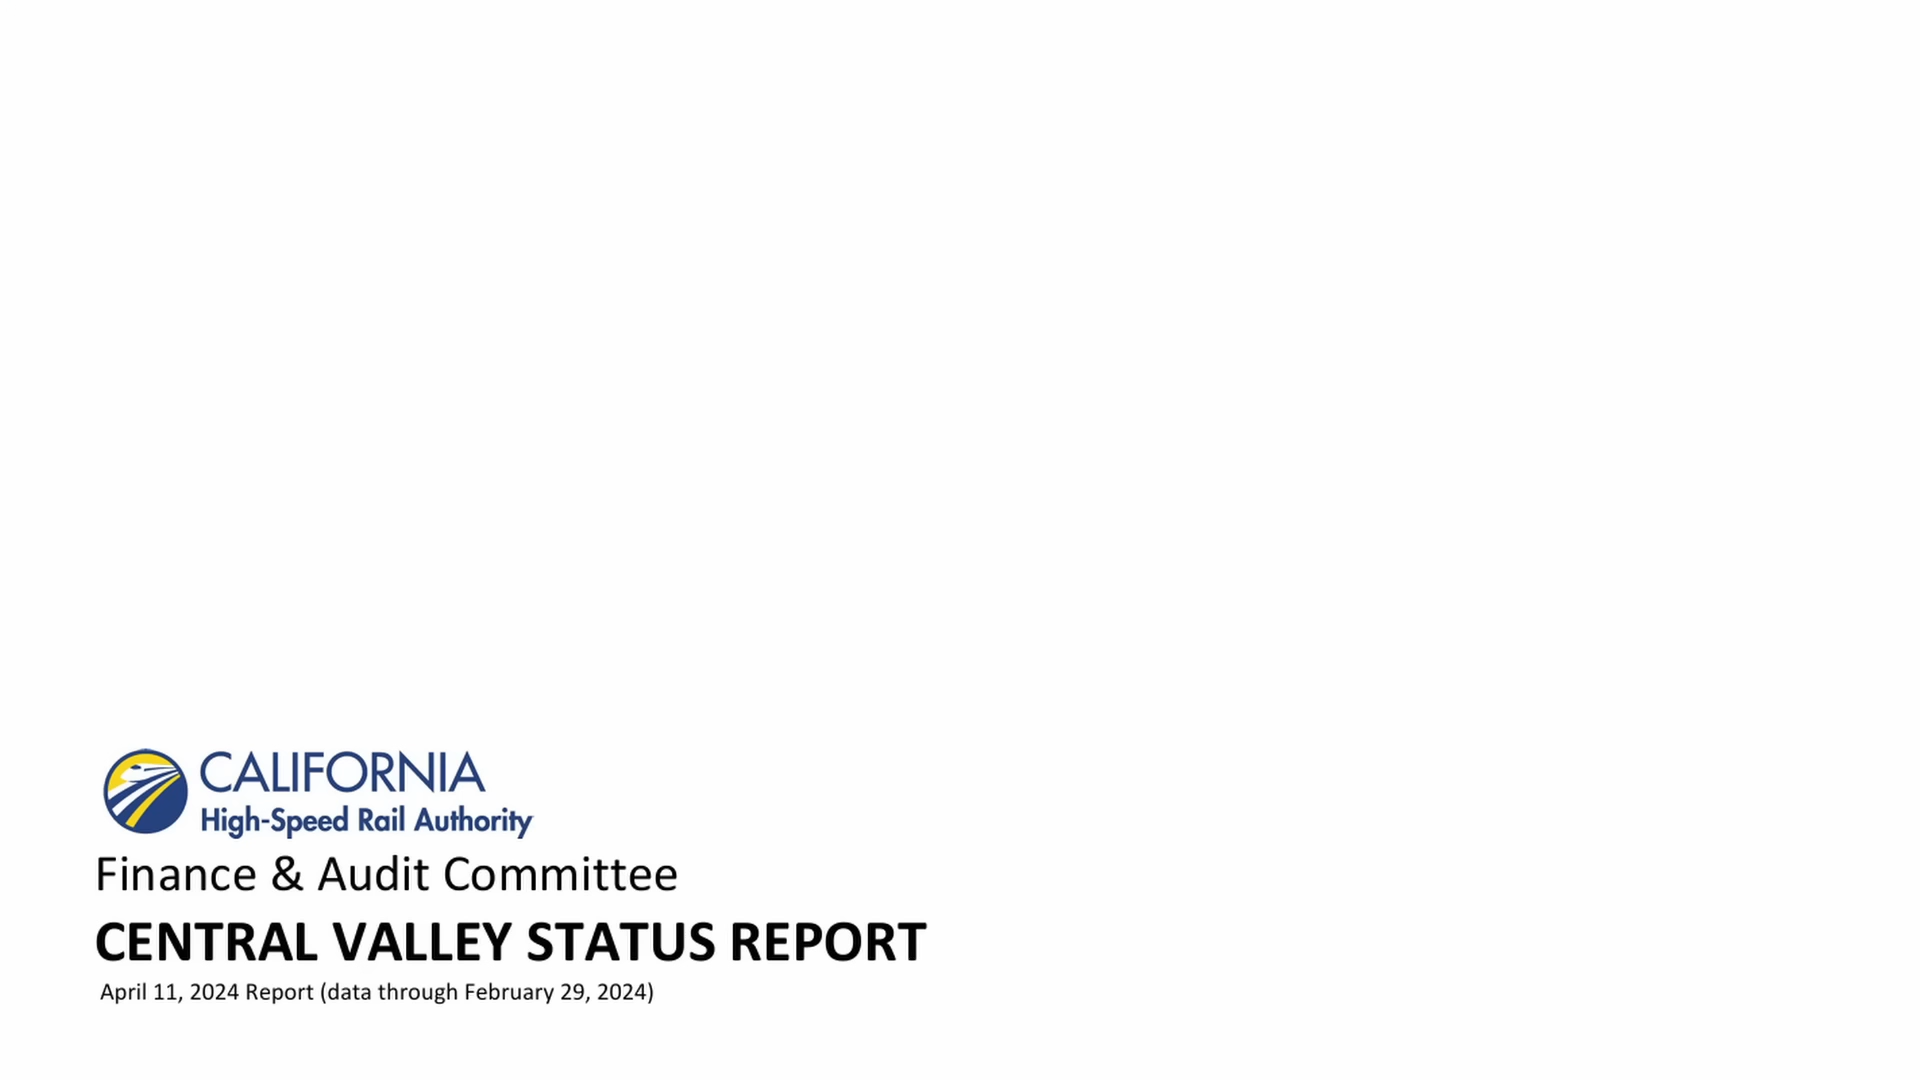 CALIFORNIA
High-Speed Rail Authority
Finance & Audit Committee
CENTRAL VALLEY STATUS REPORT
April 11, 2024 Report (data through February 29, 2024)